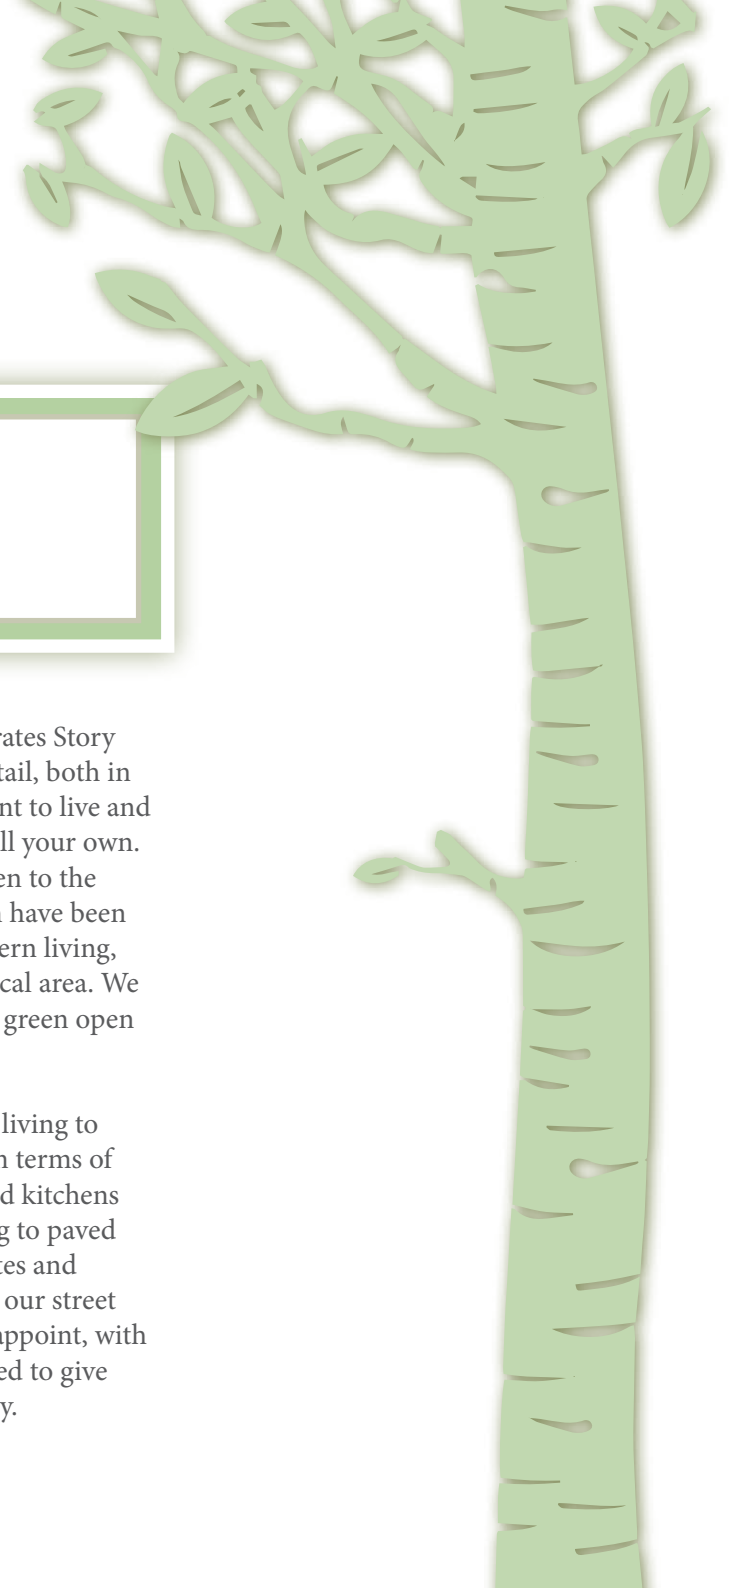 rates Story
tail, both in
nt to live and
ll your own.
en to the
have been
ern living,
cal area. We
green open
living to
terms of
d kitchens
g to paved
tes and
our street
appoint, with
ed to give
y.